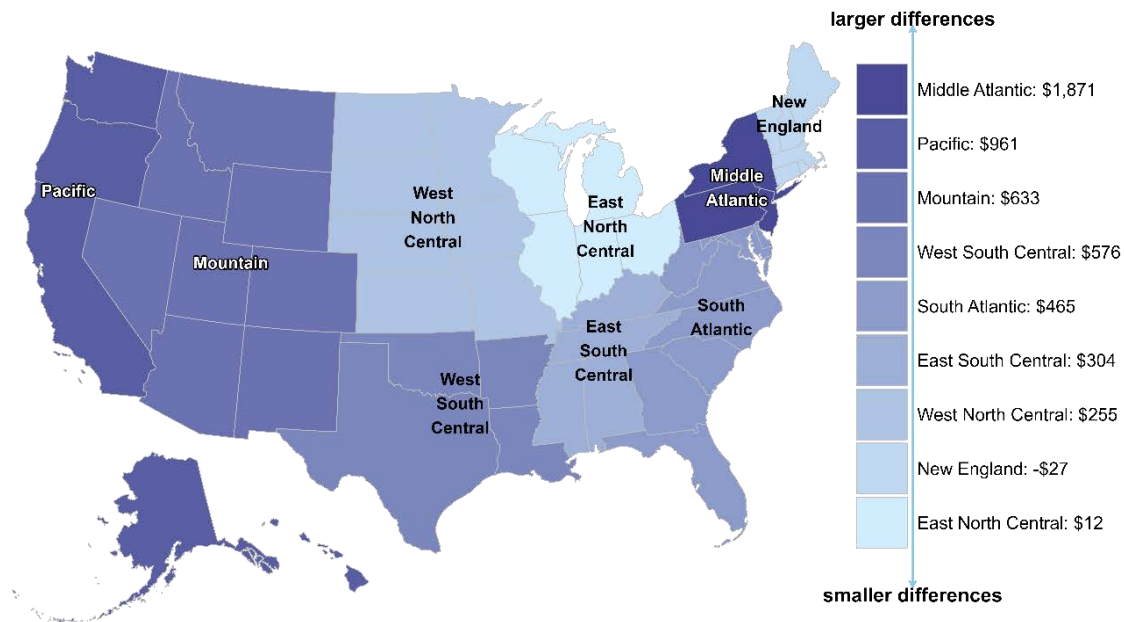 larger differences
Middle Atlantic: $1,871
Pacific: $961
Mountain: $633
West South Central: $576
South Atlantic: $465
East South Central: $304
West North Central: $255
New England: -$27
East North Central: $12
smaller differences
Pacific
Mountain
West
North
Central
West
South
Central
East
North
Central
East
South
Central
South
Atlantic
Middle
Atlantic
New
England